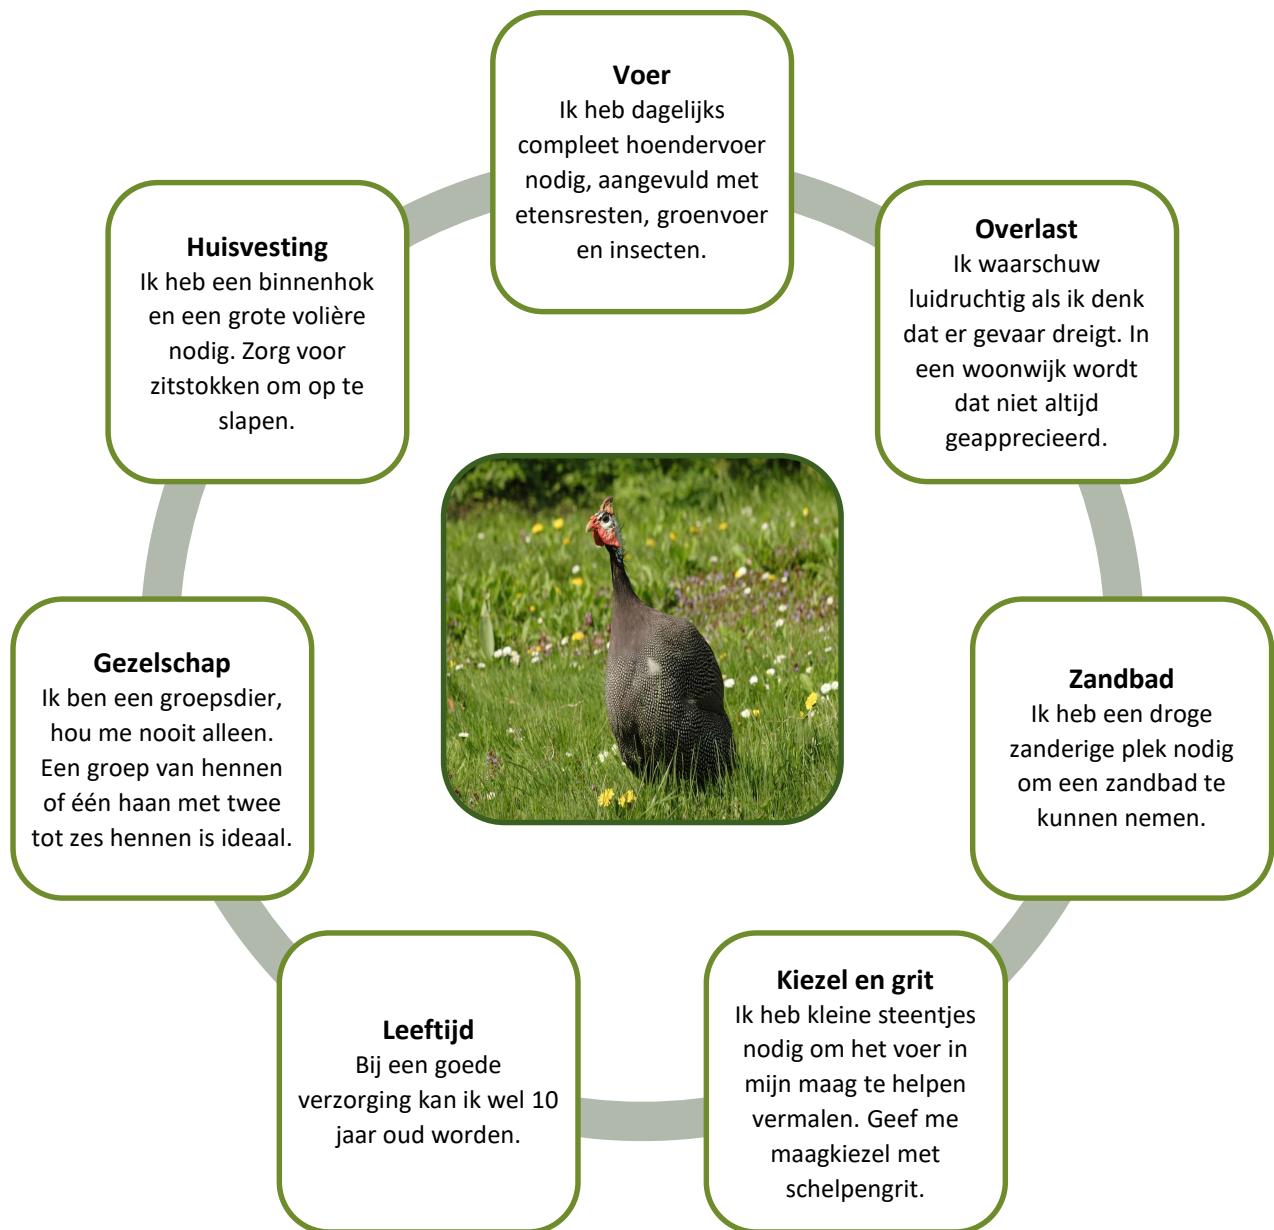 Voer
Ik heb dagelijks
compleet hoendervoer
nodig, aangevuld met
etensresten, groenvoer
en insecten.
Overlast
Ik waarschuw
luidruchtig als ik denk
dat er gevaar dreigt. In
een woonwijk wordt
dat niet altijd
geapprecieerd.
Zandbad
Ik heb een droge
zanderige plek nodig
om een zandbad te
kunnen nemen.
Kiezel en grit
Ik heb kleine steentjes
nodig om het voer in
mijn maag te helpen
vermalen. Geef me
maagkiezel met
schelpengrit.
Leeftijd
Bij een goede
verzorging kan ik wel 10
jaar oud worden.
Gezelschap
Ik ben een groepsdier,
hou me nooit alleen.
Een groep van hennen
of één haan met twee
tot zes hennen is ideaal.
Huisvesting
Ik heb een binnenhok
en een grote volière
nodig. Zorg voor
zitstokken om op te
slapen.